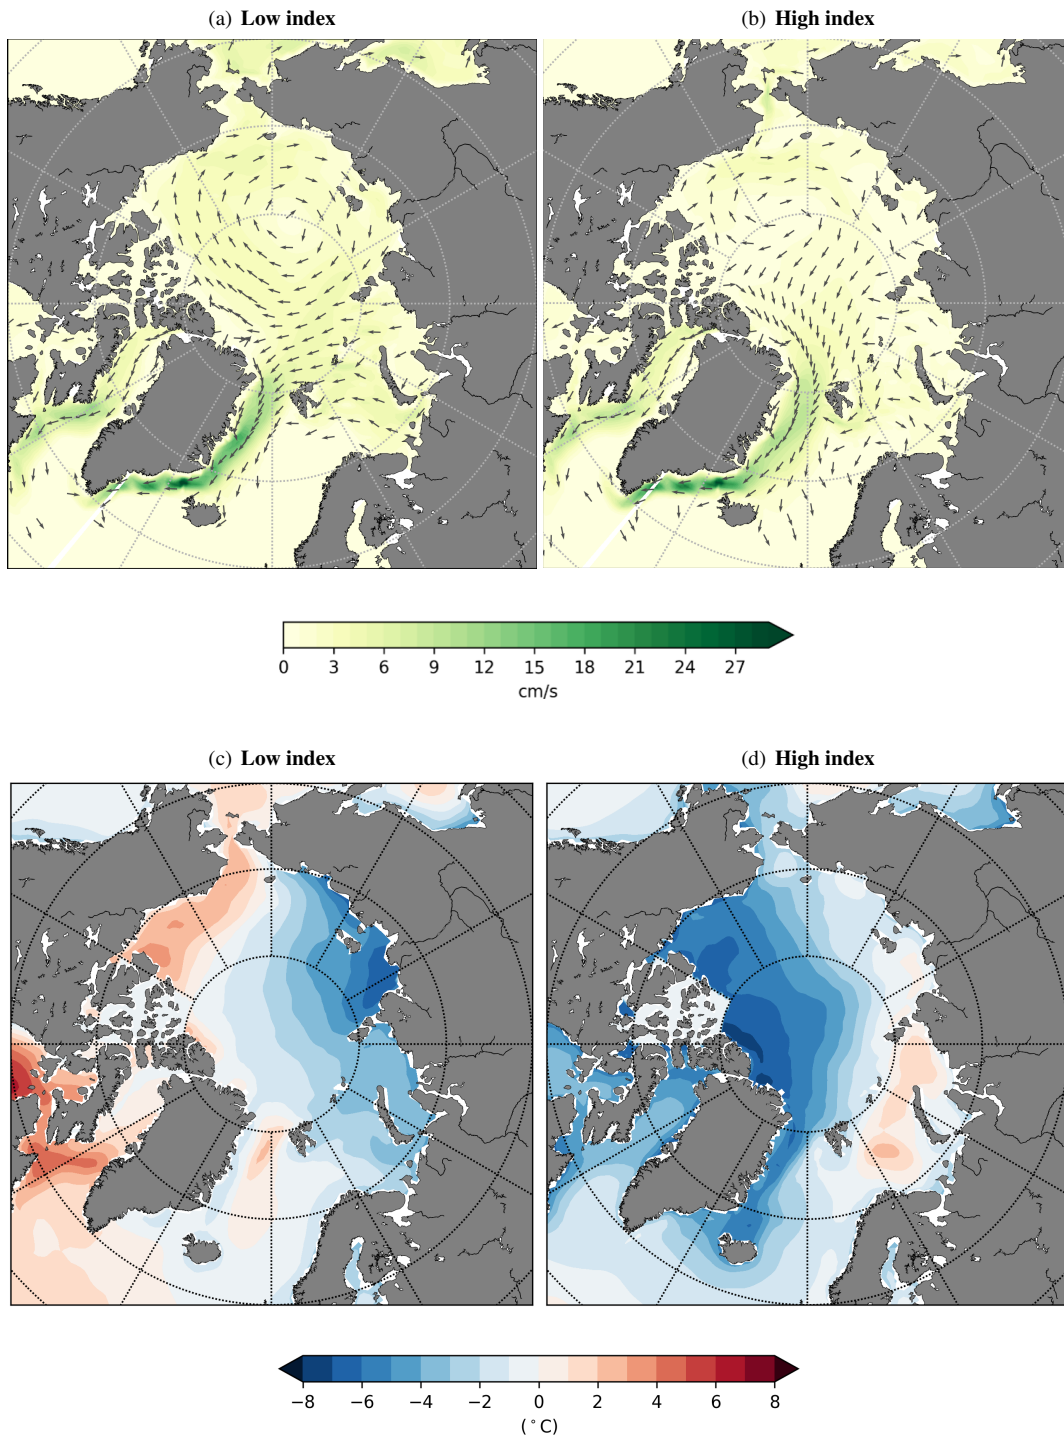 (a) Low index
(b) High index
0 3 6 9 12 15 18 21 24 27
cm/s
(c) Low index
(d) High index
−8 −6 −4 −2 0 2 4 6 8
(°C)